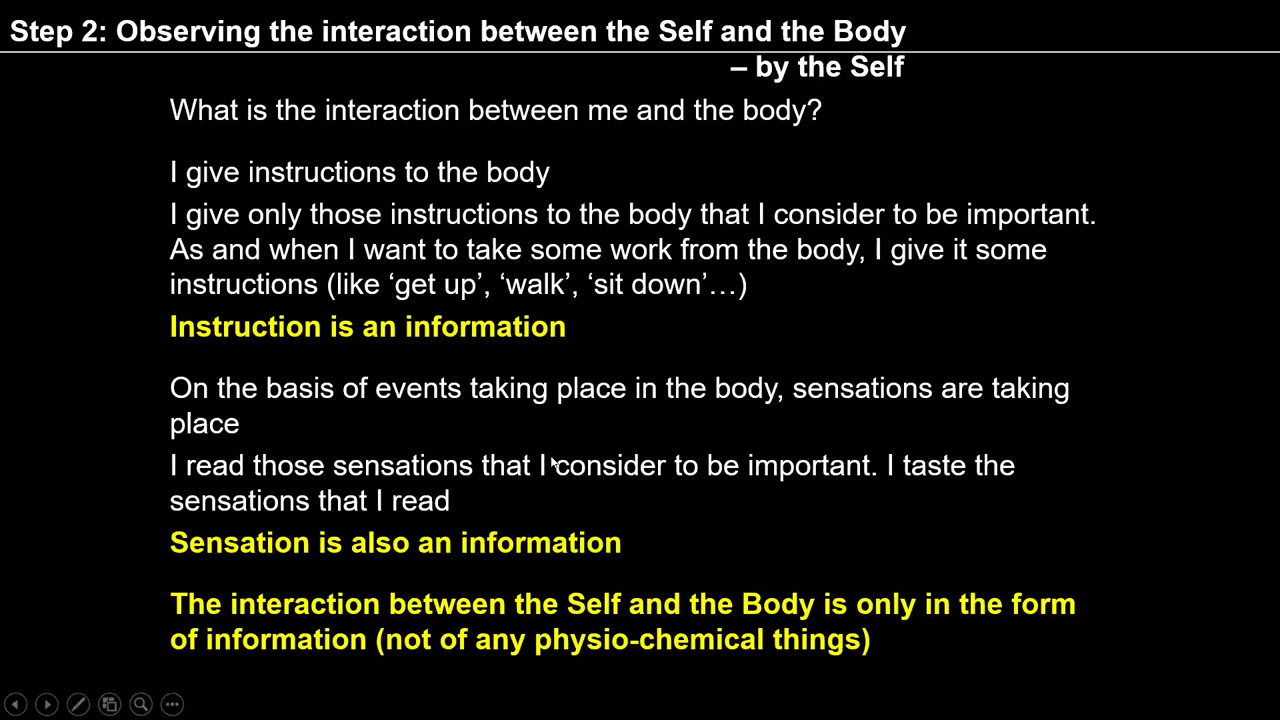 Step 2: Observing the interaction between the Self and the Body
– by the Self
What is the interaction between me and the body?
I give instructions to the body
I give only those instructions to the body that I consider to be important.
As and when I want to take some work from the body, I give it some
instructions (like ‘get up’, ‘walk’, ‘sit down’…)
Instruction is an information
On the basis of events taking place in the body, sensations are taking
place
I read those sensations that I consider to be important. I taste the
sensations that I read
Sensation is also an information
The interaction between the Self and the Body is only in the form
of information (not of any physio-chemical things)